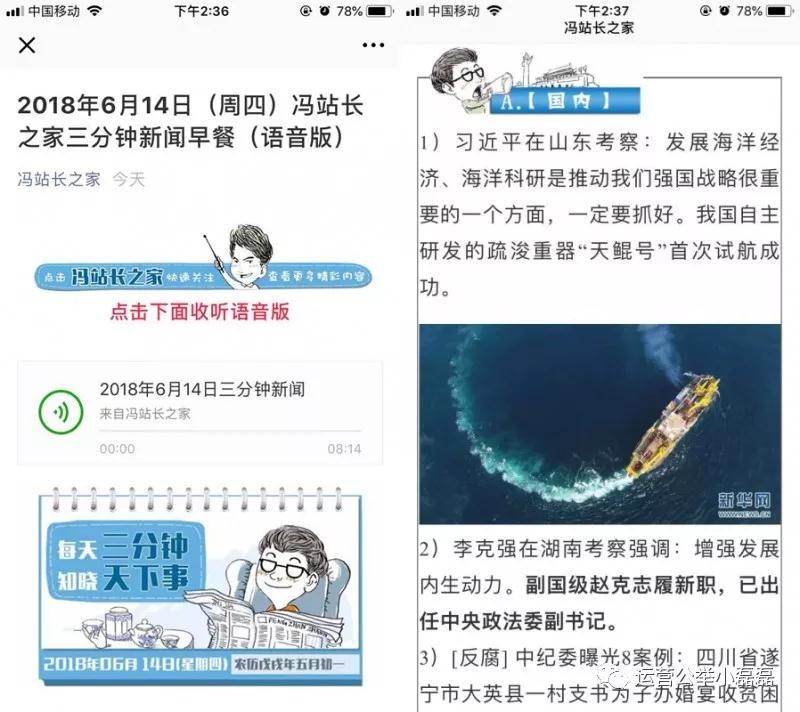 中国移动
下午2:36
78%
2018年6月14日（周四）冯站长
之家三分钟新闻早餐（语音版）
冯站长之家 今天
点击 冯站长之家 快速关注 查看更多精彩内容
点击下面收听语音版
2018年6月14日三分钟新闻
来自冯站长之家
00:00
08:14
每天 三分钟
知晓 天下事
FENGZHANZHAN
2018年06月14日(星期四) 农历戊戌年五月初一
中国移动
下午2:37
78%
冯站长之家
A.【国内】
1）习近平在山东考察：发展海洋经
济、海洋科研是推动我们强国战略很重
要的一个方面，一定要抓好。我国自主
研发的疏浚重器“天鲲号”首次试航成
功。
新华网
WWW.NEWS.CN
2）李克强在湖南考察强调：增强发展
内生动力。副国级赵克志履新职，已出
任中央政法委副书记。
3）[反腐] 中纪委曝光8案例：四川省遂
宁市大英县一村支书为子办婚宴收贫困
运营公举小磊磊